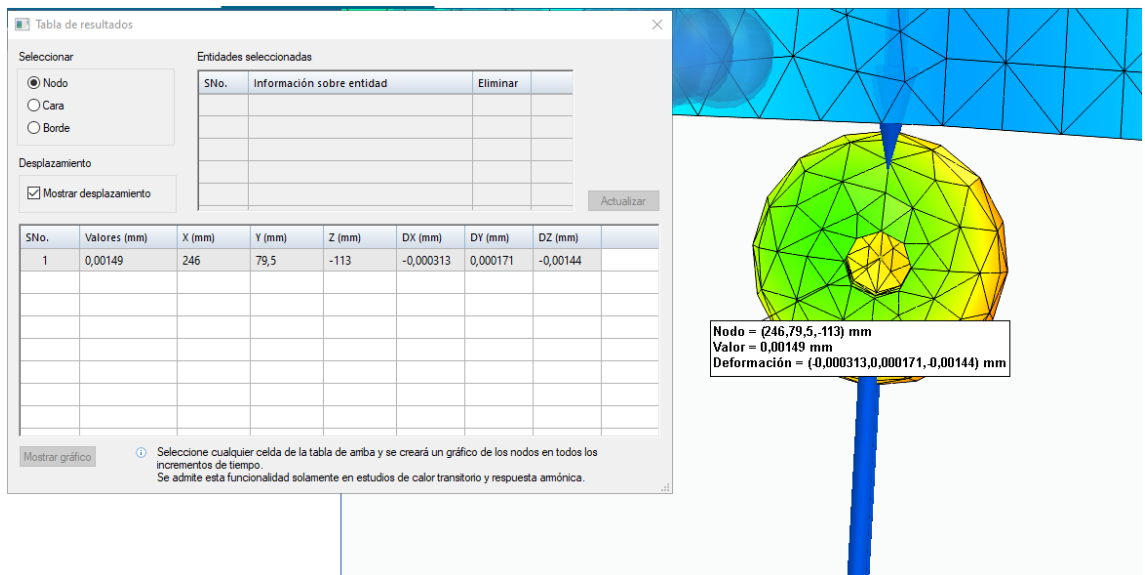 Tabla de resultados
Seleccionar
Nodo
Cara
Borde
Entidades seleccionadas
SNo. Información sobre entidad Eliminar
Desplazamiento
Mostrar desplazamiento
Actualizar
SNo. Valores (mm) X (mm) Y (mm) Z (mm) DX (mm) DY (mm) DZ (mm)
1 0,00149 246 79,5 -113 -0,000313 0,000171 -0,00144
Mostrar gráfico
Seleccione cualquier celda de la tabla de arriba y se creará un gráfico de los nodos en todos los
incrementos de tiempo.
Se admite esta funcionalidad solamente en estudios de calor transitorio y respuesta armónica.
Nodo = (246,79,5,-113) mm
Valor = 0,00149 mm
Deformación = (-0,000313,0,000171,-0,00144) mm